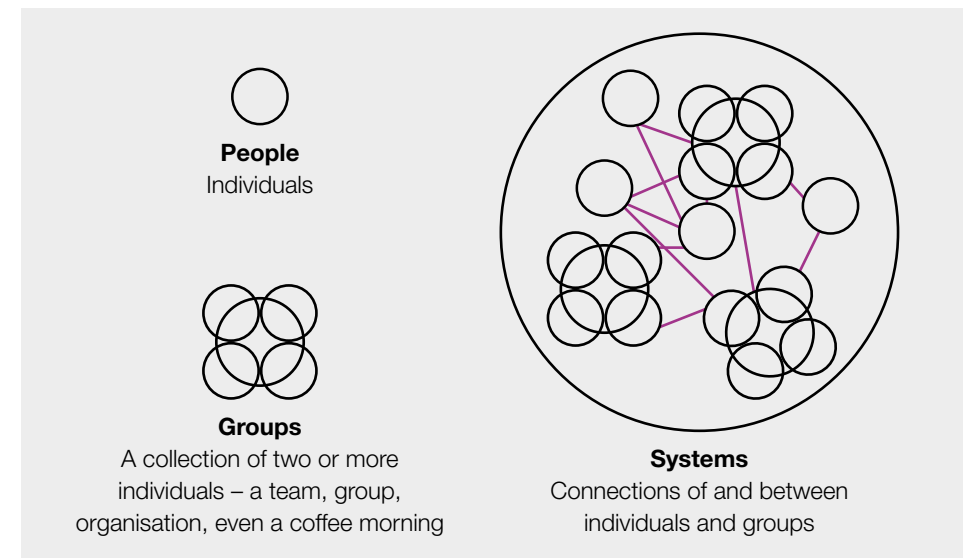 People
Individuals
Groups
A collection of two or more
individuals – a team, group,
organisation, even a coffee morning
Systems
Connections of and between
individuals and groups